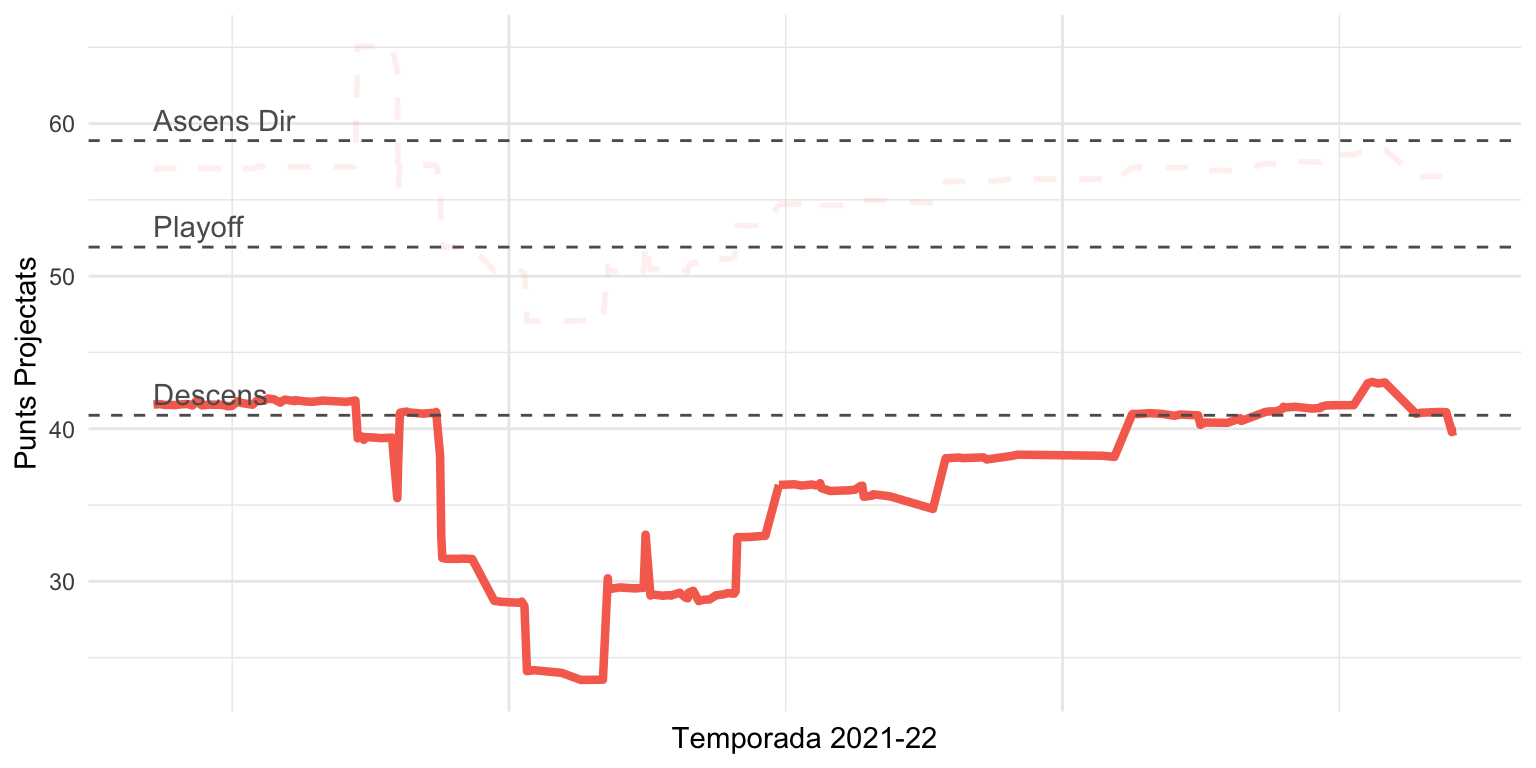 60
Ascens Dir
Playoff
50
Descens
40
30
Punts Projectats
Temporada 2021-22